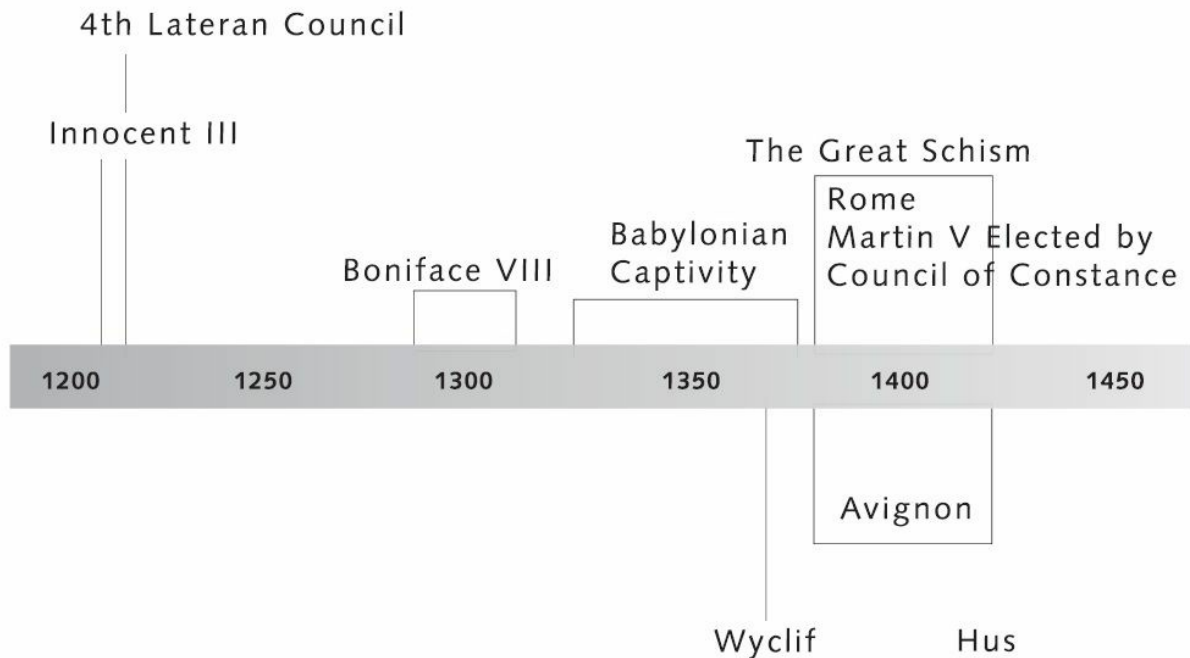 4th Lateran Council
Innocent III
The Great Schism
Rome
Martin V Elected by
Council of Constance
Babylonian
Captivity
Boniface VIII
1200 1250 1300 1350 1400 1450
Avignon
Wyclif Hus